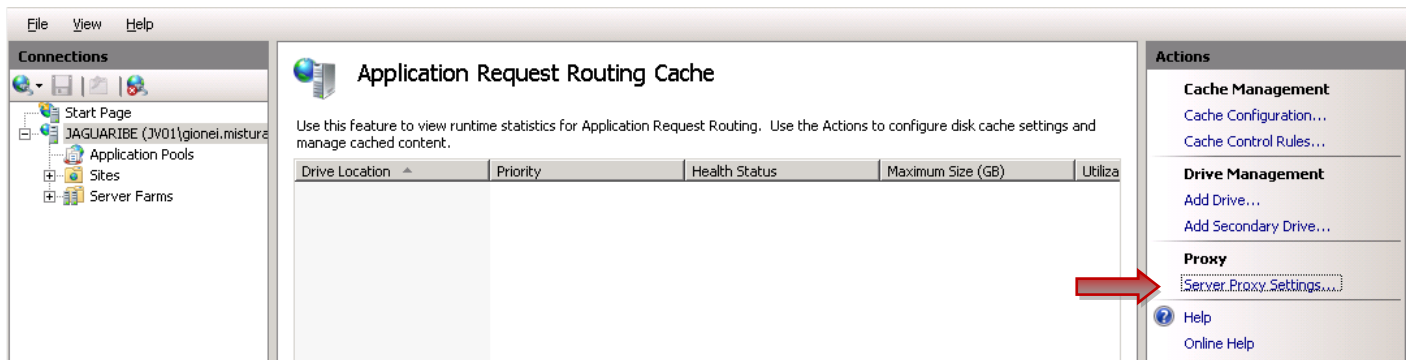 File View Help
Connections
Start Page
JAGUARIBE (JV01\gionei.mistura
Application Pools
Sites
Server Farms
Application Request Routing Cache
Use this feature to view runtime statistics for Application Request Routing. Use the Actions to configure disk cache settings and
manage cached content.
Drive Location Priority Health Status Maximum Size (GB) Utiliza
Actions
Cache Management
Cache Configuration...
Cache Control Rules...
Drive Management
Add Drive...
Add Secondary Drive...
Proxy
Server Proxy Settings...
Help
Online Help